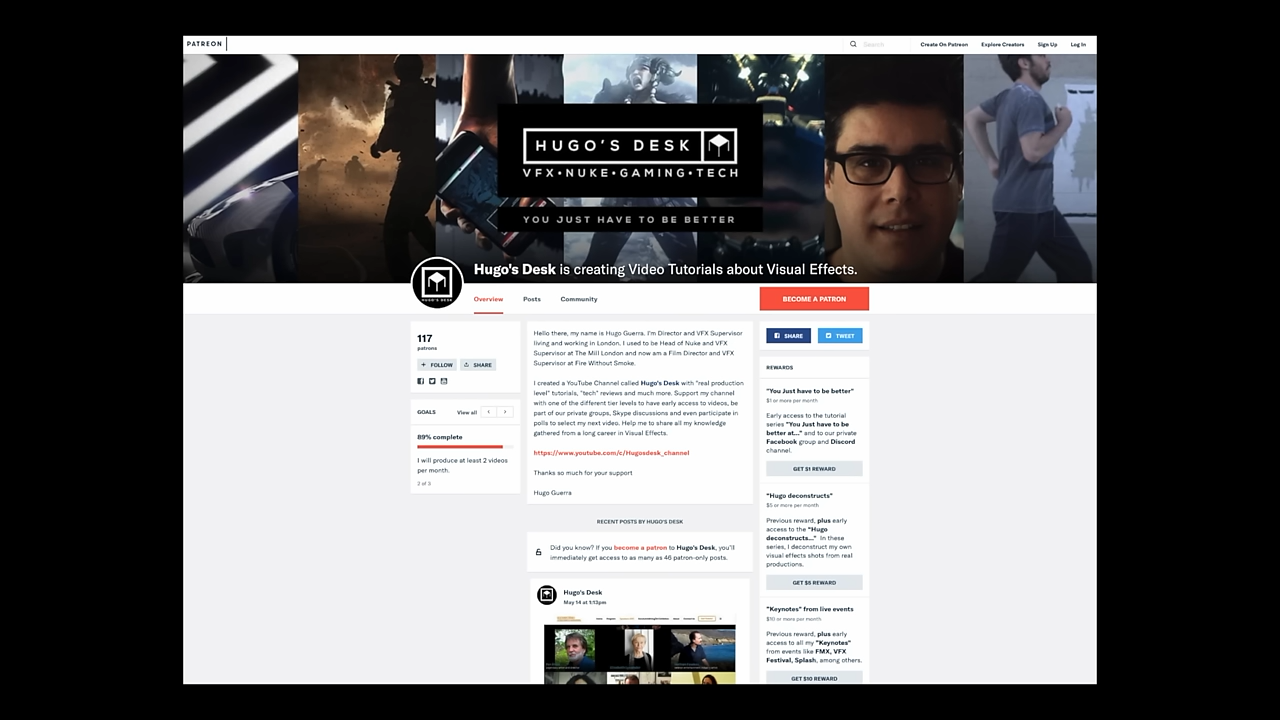 PATREON
Search
Create On Patreon
Explore Creators
Sign Up
Log In
HUGO'S DESK
VFX•NUKE•GAMING•TECH
YOU JUST HAVE TO BE BETTER
Hugo's Desk is creating Video Tutorials about Visual Effects.
HUGO'S DESK
Overview
Posts
Community
BECOME A PATRON
117
patrons
FOLLOW
SHARE
GOALS
View all
89% complete
I will produce at least 2 videos
per month.
2 of 3
Hello there, my name is Hugo Guerra. I'm Director and VFX Supervisor
living and working in London. I used to be Head of Nuke and VFX
Supervisor at The Mill London and now am a Film Director and VFX
Supervisor at Fire Without Smoke.
I created a YouTube Channel called Hugo's Desk with "real production
level" tutorials, "tech" reviews and much more. Support my channel
with one of the different tier levels to have early access to videos, be
part of our private groups, Skype discussions and even participate in
polls to select my next video. Help me to share all my knowledge
gathered from a long career in Visual Effects.
https://www.youtube.com/c/Hugosdesk_channel
Thanks so much for your support
Hugo Guerra
RECENT POSTS BY HUGO'S DESK
Did you know? If you become a patron to Hugo's Desk, you'll
immediately get access to as many as 46 patron-only posts.
Hugo's Desk
May 14 at 1:13pm
SHARE
TWEET
REWARDS
"You Just have to be better"
$1 or more per month
Early access to the tutorial
series "You Just have to be
better at..." and to our private
Facebook group and Discord
channel.
GET $1 REWARD
"Hugo deconstructs"
$5 or more per month
Previous reward, plus early
access to the "Hugo
deconstructs..." In these
series, I deconstruct my own
visual effects shots from real
productions.
GET $5 REWARD
"Keynotes" from live events
$10 or more per month
Previous reward, plus early
access to all my "Keynotes"
from events like FMX, VFX
Festival, Splash, among others.
GET $10 REWARD